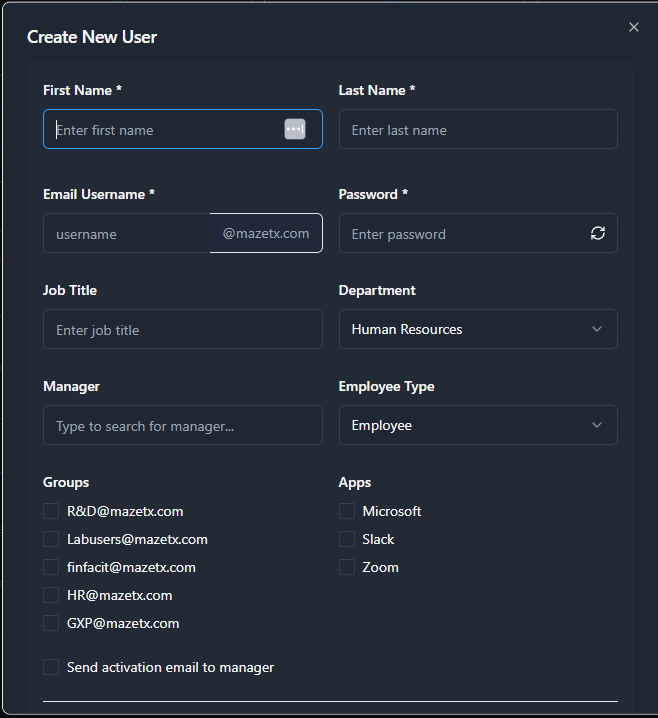 Create New User
First Name * Last Name *
Enter first name Enter last name
Email Username * Password *
username @mazetx.com Enter password
Job Title Department
Enter job title Human Resources
Manager Employee Type
Type to search for manager... Employee
Groups Apps
R&D@mazetx.com Microsoft
Labusers@mazetx.com Slack
finfacit@mazetx.com Zoom
HR@mazetx.com
GXP@mazetx.com
Send activation email to manager